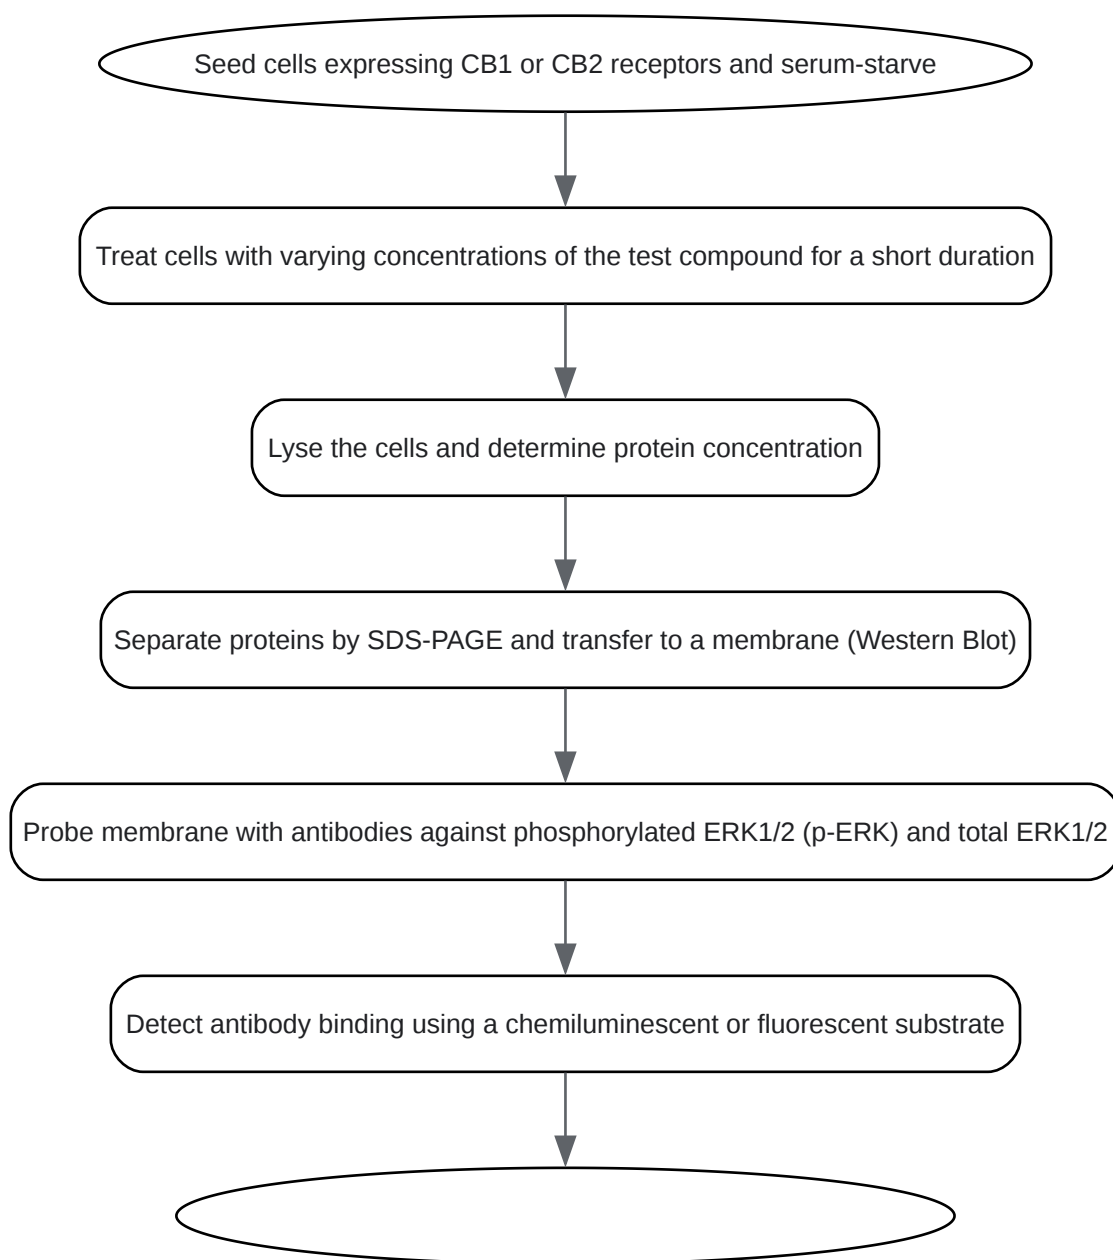 Seed cells expressing CB1 or CB2 receptors and serum-starve
Treat cells with varying concentrations of the test compound for a short duration
Lyse the cells and determine protein concentration
Separate proteins by SDS-PAGE and transfer to a membrane (Western Blot)
Probe membrane with antibodies against phosphorylated ERK1/2 (p-ERK) and total ERK1/2
Detect antibody binding using a chemiluminescent or fluorescent substrate